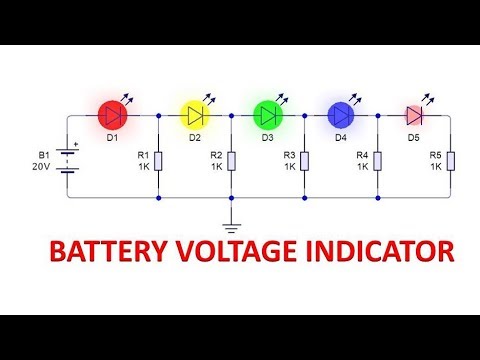 D1
D2
D3
D4
D5
+
B1
20V
R1
1K
R2
1K
R3
1K
R4
1K
R5
1K
BATTERY VOLTAGE INDICATOR